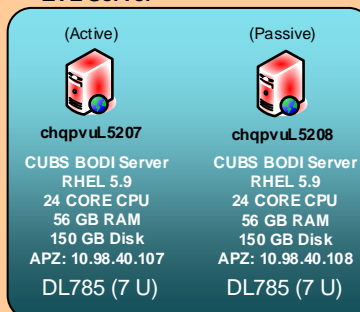 (Active)
chqpvuL5207
CUBS BODI Server
RHEL 5.9
24 CORE CPU
56 GB RAM
150 GB Disk
APZ: 10.98.40.107
DL785 (7 U)
(Passive)
chqpvuL5208
CUBS BODI Server
RHEL 5.9
24 CORE CPU
56 GB RAM
150 GB Disk
APZ: 10.98.40.108
DL785 (7 U)